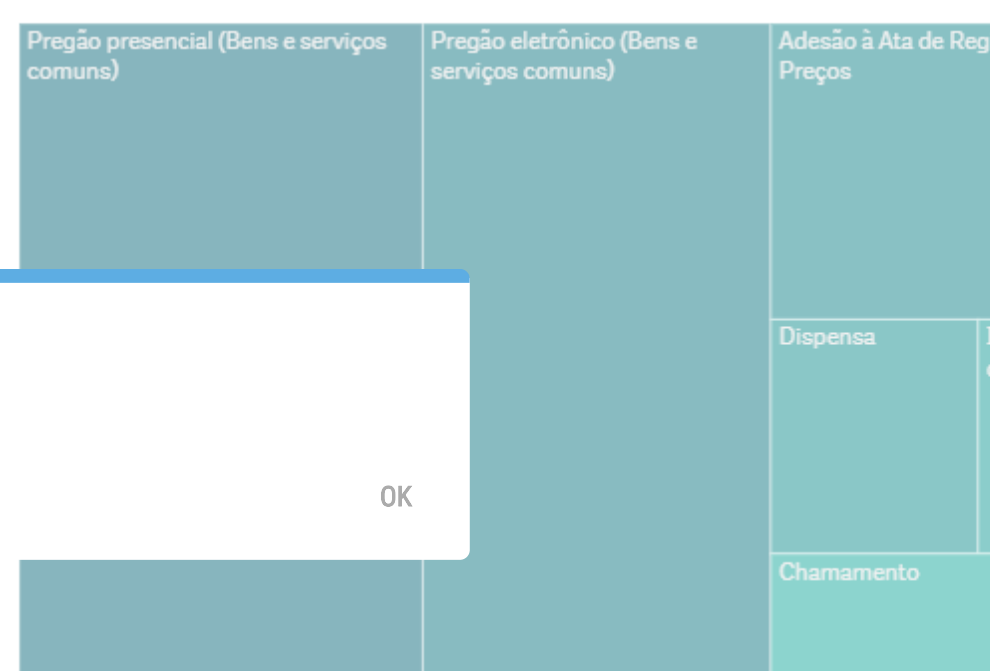 Pregão presencial (Bens e serviços
comuns)
Pregão eletrônico (Bens e
serviços comuns)
Adesão à Ata de Reg
Preços
Dispensa
OK
Chamamento